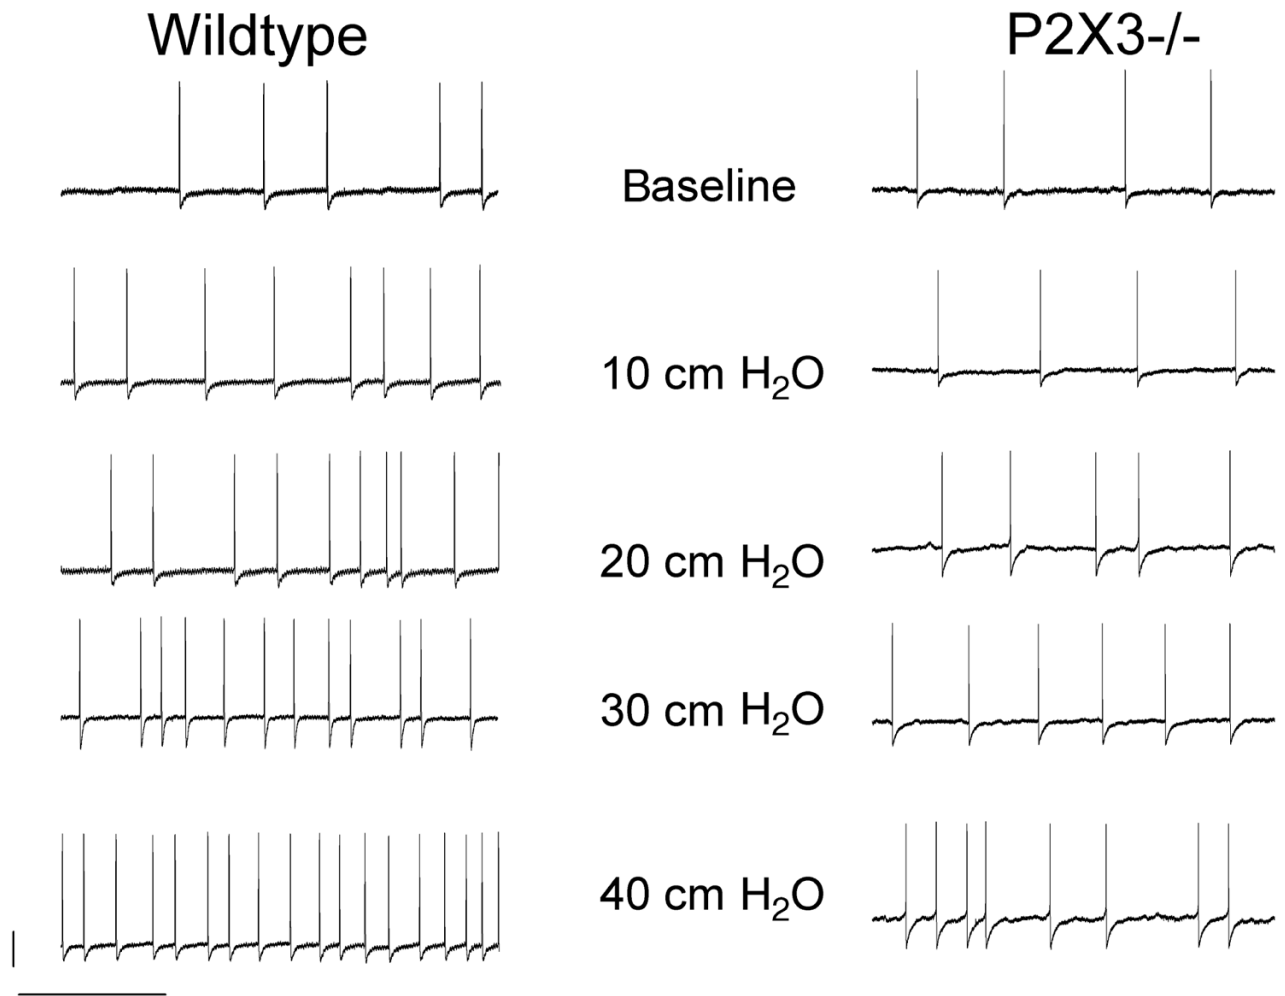 Wildtype
P2X3-/-
Baseline
10 cm H₂O
20 cm H₂O
30 cm H₂O
40 cm H₂O